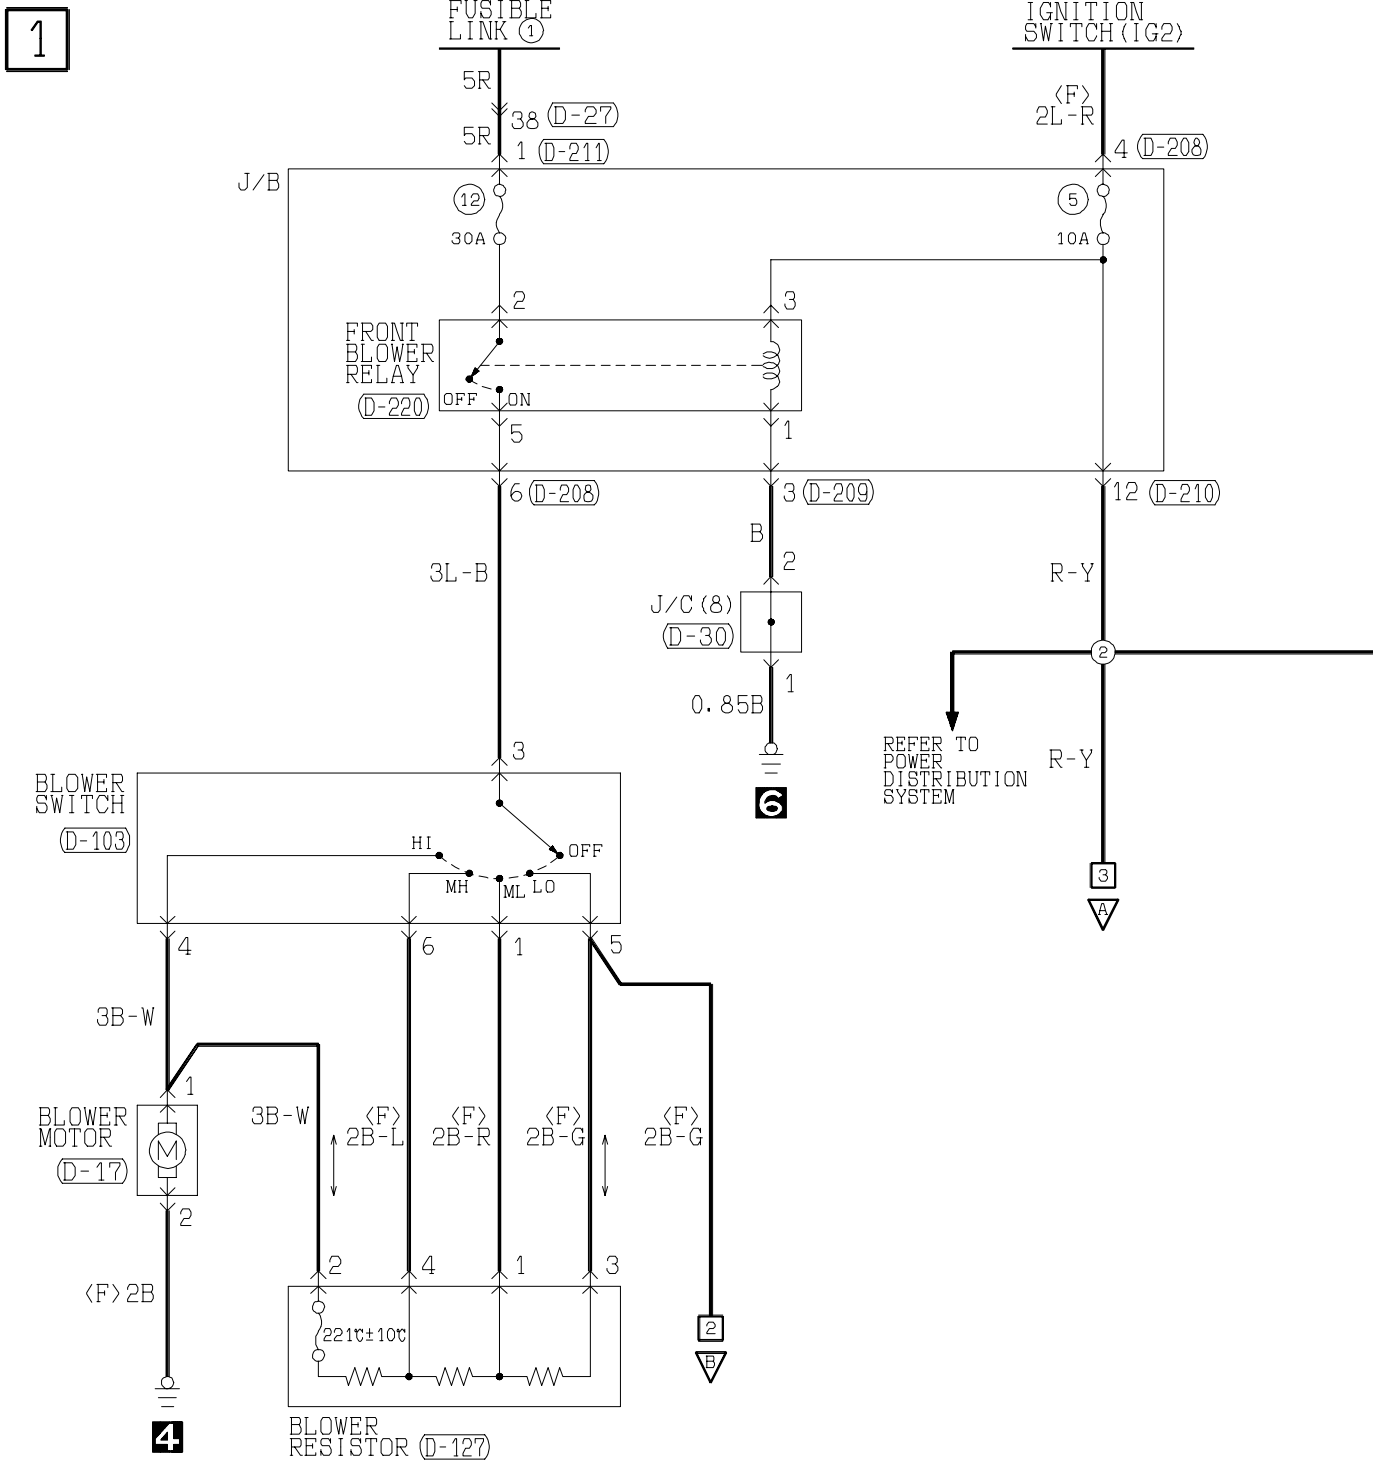 1
FUSIBLE
LINK ①
IGNITION
SWITCH(IG2)
5R
38 (D-27)
5R
1 (D-211)
<F>
2L-R
4 (D-208)
J/B
12
30A
5
10A
2
3
FRONT
BLOWER
RELAY
(D-220)
OFF
ON
5
1
6 (D-208)
3 (D-209)
12 (D-210)
B
2
3L-B
R-Y
J/C(8)
(D-30)
2
1
0.85B
6
REFER TO
POWER
DISTRIBUTION
SYSTEM
R-Y
3
A
3
BLOWER
SWITCH
(D-103)
HI
OFF
MH
ML
LO
4
6
1
5
3B-W
1
BLOWER
MOTOR
(D-17)
M
2
3B-W
<F>
2B-L
<F>
2B-R
<F>
2B-G
<F>
2B-G
2
4
1
3
<F>2B
221℃±10℃
2
B
4
BLOWER
RESISTOR (D-127)